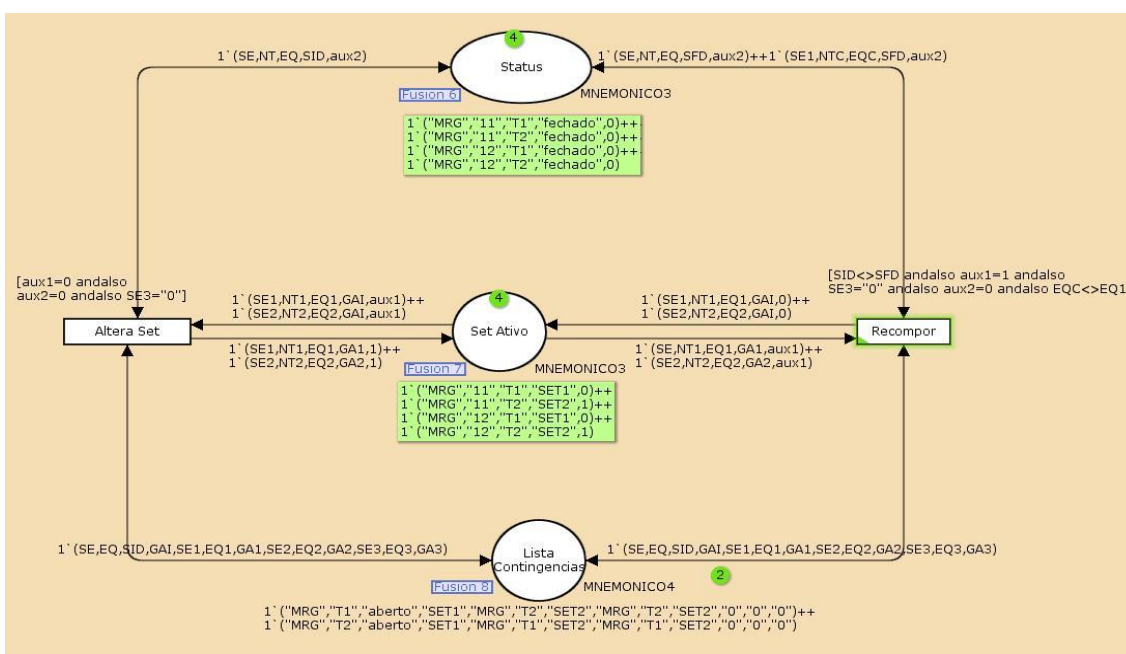 4
1`(SE,NT,EQ,SID,aux2)
1`(SE,NT,EQ,SFD,aux2)++1`(SE1,NTC,EQC,SFD,aux2)
Status
Fusion 6
MNEMONICO3
1`("MRG","11","T1","fechado",0)++
1`("MRG","11","T2","fechado",0)++
1`("MRG","12","T1","fechado",0)++
1`("MRG","12","T2","fechado",0)
[aux1=0 andalso
aux2=0 andalso SE3="0"]
[SID<>SFD andalso aux1=1 andalso
SE3="0" andalso aux2=0 andalso EQC<>EQ1
4
1`(SE1,NT1,EQ1,GAI,aux1)++
1`(SE2,NT2,EQ2,GAI,aux1)
1`(SE1,NT1,EQ1,GAI,0)++
1`(SE2,NT2,EQ2,GAI,0)
Altera Set
Set Ativo
Recompor
1`(SE1,NT1,EQ1,GA1,1)++
1`(SE2,NT2,EQ2,GA2,1)
1`(SE,NT1,EQ1,GA1,aux1)++
1`(SE2,NT2,EQ2,GA2,aux1)
Fusion 7
MNEMONICO3
1`("MRG","11","T1","SET1",0)++
1`("MRG","11","T2","SET2",1)++
1`("MRG","12","T1","SET1",0)++
1`("MRG","12","T2","SET2",1)
1`(SE,EQ,SID,GAI,SE1,EQ1,GA1,SE2,EQ2,GA2,SE3,EQ3,GA3)
1`(SE,EQ,SID,GAI,SE1,EQ1,GA1,SE2,EQ2,GA2,SE3,EQ3,GA3)
Lista
Contingencias
2
Fusion 8
MNEMONICO4
1`("MRG","T1","aberto","SET1","MRG","T2","SET2","MRG","T2","SET2","0","0","0")++
1`("MRG","T2","aberto","SET1","MRG","T1","SET2","MRG","T1","SET2","0","0","0")